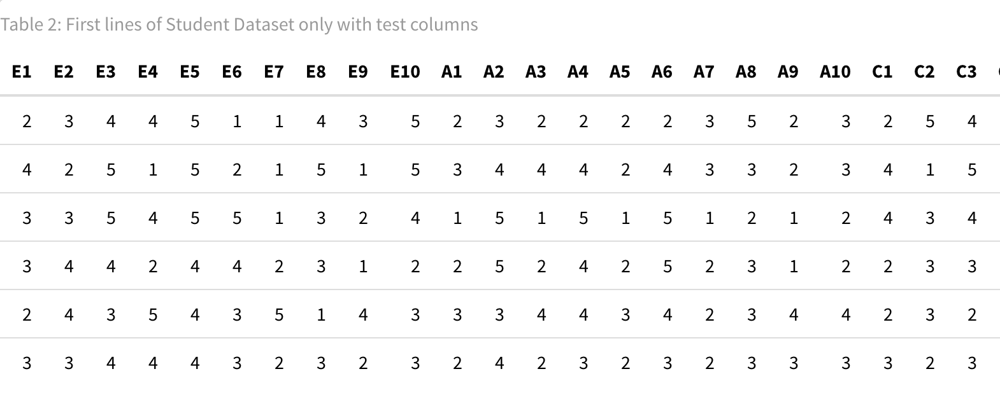 Table 2: First lines of Student Dataset only with test columns
E1 E2 E3 E4 E5 E6 E7 E8 E9 E10 A1 A2 A3 A4 A5 A6 A7 A8 A9 A10 C1 C2 C3
2 3 4 4 5 1 1 4 3 5 2 3 2 2 2 2 3 5 2 3 2 5 4
4 2 5 1 5 2 1 5 1 5 3 4 4 4 2 4 3 3 2 3 4 1 5
3 3 5 4 5 5 1 3 2 4 1 5 1 5 1 5 1 2 1 2 4 3 4
3 4 4 2 4 4 2 3 1 2 2 5 2 4 2 5 2 3 1 2 2 3 3
2 4 3 5 4 3 5 1 4 3 3 3 4 4 3 4 2 3 4 4 2 3 2
3 3 4 4 4 3 2 3 2 3 2 4 2 3 2 3 2 3 3 3 3 2 3